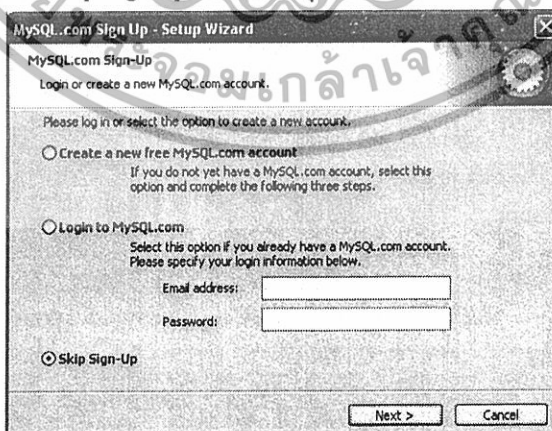 MySQL.com Sign Up - Setup Wizard
MySQL.com Sign-Up
Login or create a new MySQL.com account.
Please log in or select the option to create a new account.
Create a new free MySQL.com account
If you do not yet have a MySQL.com account, select this
option and complete the following three steps.
Login to MySQL.com
Select this option if you already have a MySQL.com account.
Please specify your login information below.
Email address:
Password:
Skip Sign-Up
Next >
Cancel